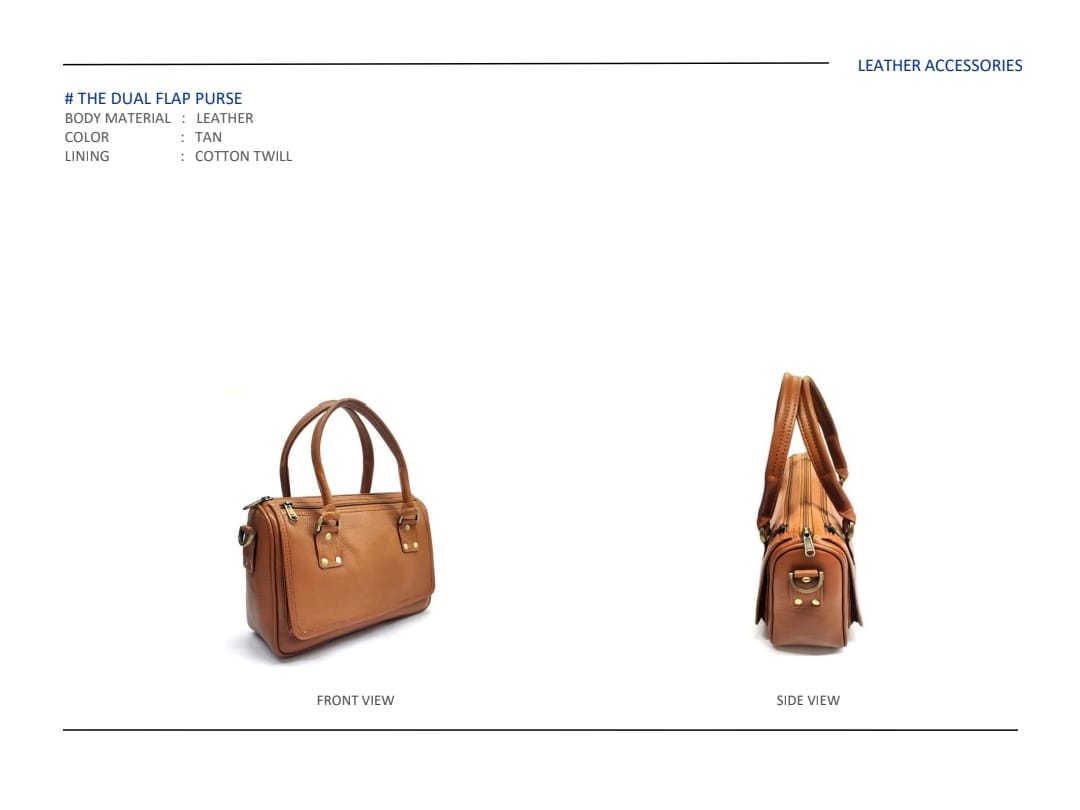 LEATHER ACCESSORIES
# THE DUAL FLAP PURSE
BODY MATERIAL : LEATHER
COLOR : TAN
LINING : COTTON TWILL
FRONT VIEW
SIDE VIEW